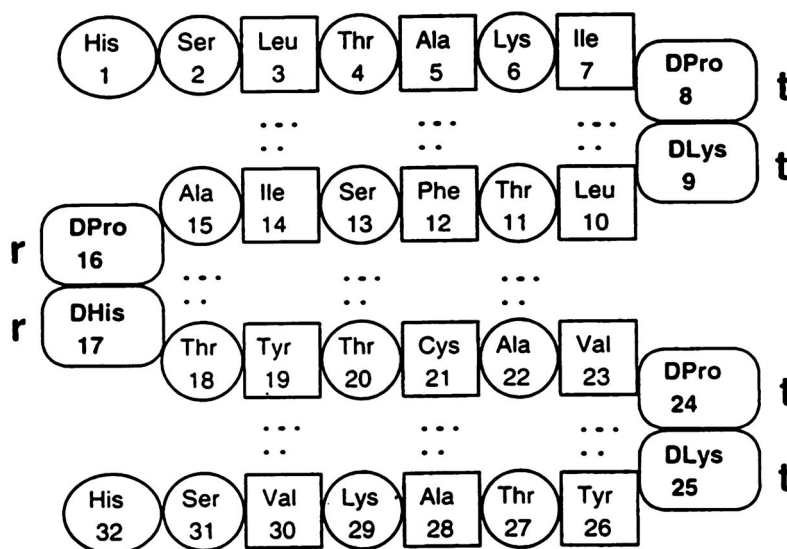 His Ser Leu Thr Ala Lys Ile
1 2 3 4 5 6 7
DPro
8 t
DLys
9 t
Ala Ile Ser Phe Thr Leu
15 14 13 12 11 10
DPro
r 16
DHis
r 17
Thr Tyr Thr Cys Ala Val
18 19 20 21 22 23
DPro
24 t
DLys
25 t
His Ser Val Lys Ala Thr Tyr
32 31 30 29 28 27 26